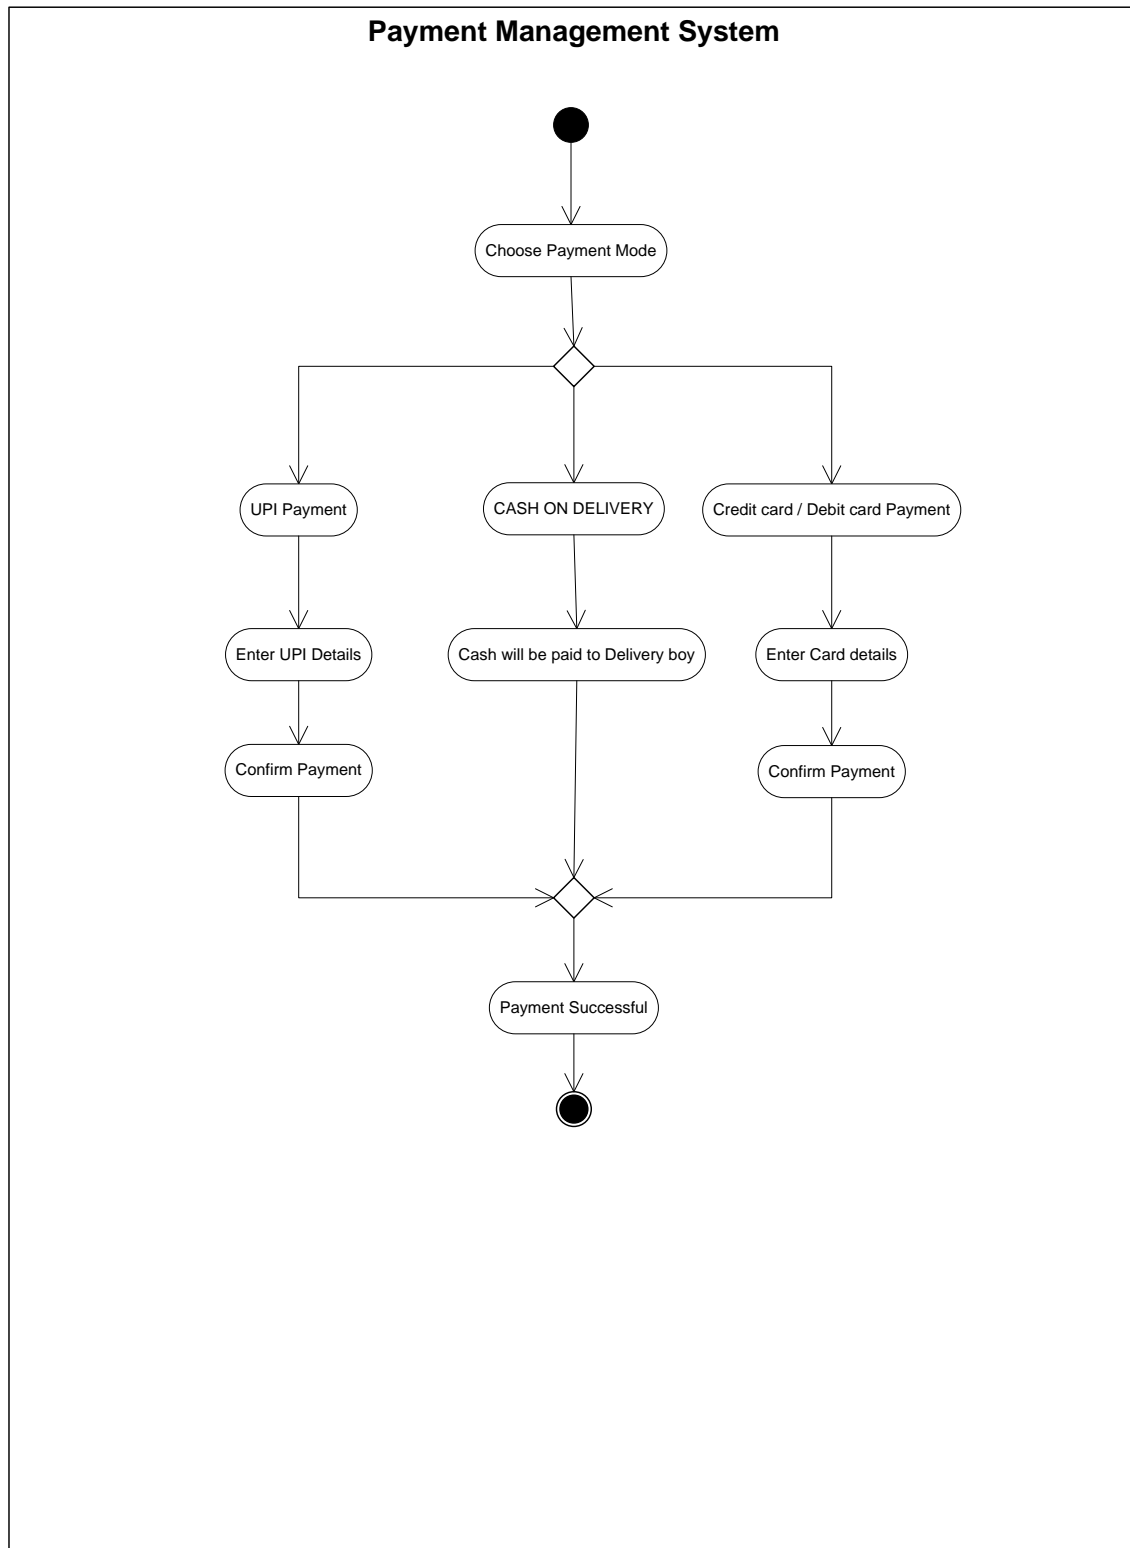 Payment Management System
Choose Payment Mode
UPI Payment
CASH ON DELIVERY
Credit card / Debit card Payment
Enter UPI Details
Cash will be paid to Delivery boy
Enter Card details
Confirm Payment
Confirm Payment
Payment Successful